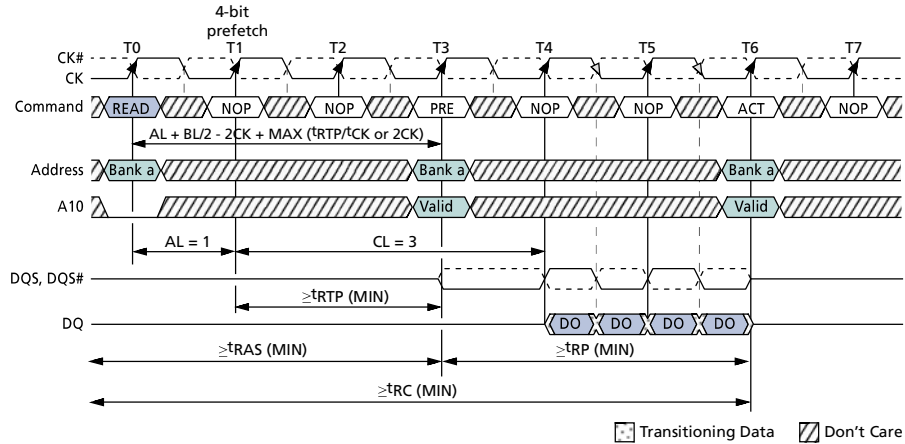 4-bit
prefetch
T0 T1 T2 T3 T4 T5 T6 T7
CK#
CK
Command READ NOP NOP PRE NOP NOP ACT NOP
AL + BL/2 - 2CK + MAX (tRTP/tCK or 2CK)
Address Bank a Bank a Bank a
A10 Valid Valid
AL = 1 CL = 3
DQS, DQS#
≥tRTP (MIN)
DQ DO DO DO DO
≥tRAS (MIN) ≥tRP (MIN)
≥tRC (MIN)
Transitioning Data Don't Care